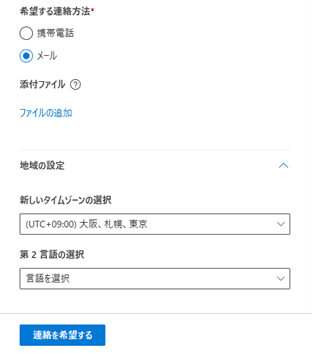 希望する連絡方法*
携帯電話
メール
添付ファイル ?
ファイルの追加
地域の設定
新しいタイムゾーンの選択
(UTC+09:00) 大阪、札幌、東京
第 2 言語の選択
言語を選択
連絡を希望する